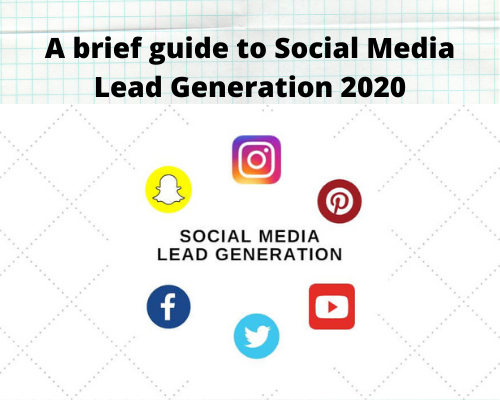 A brief guide to Social Media
Lead Generation 2020
SOCIAL MEDIA
LEAD GENERATION